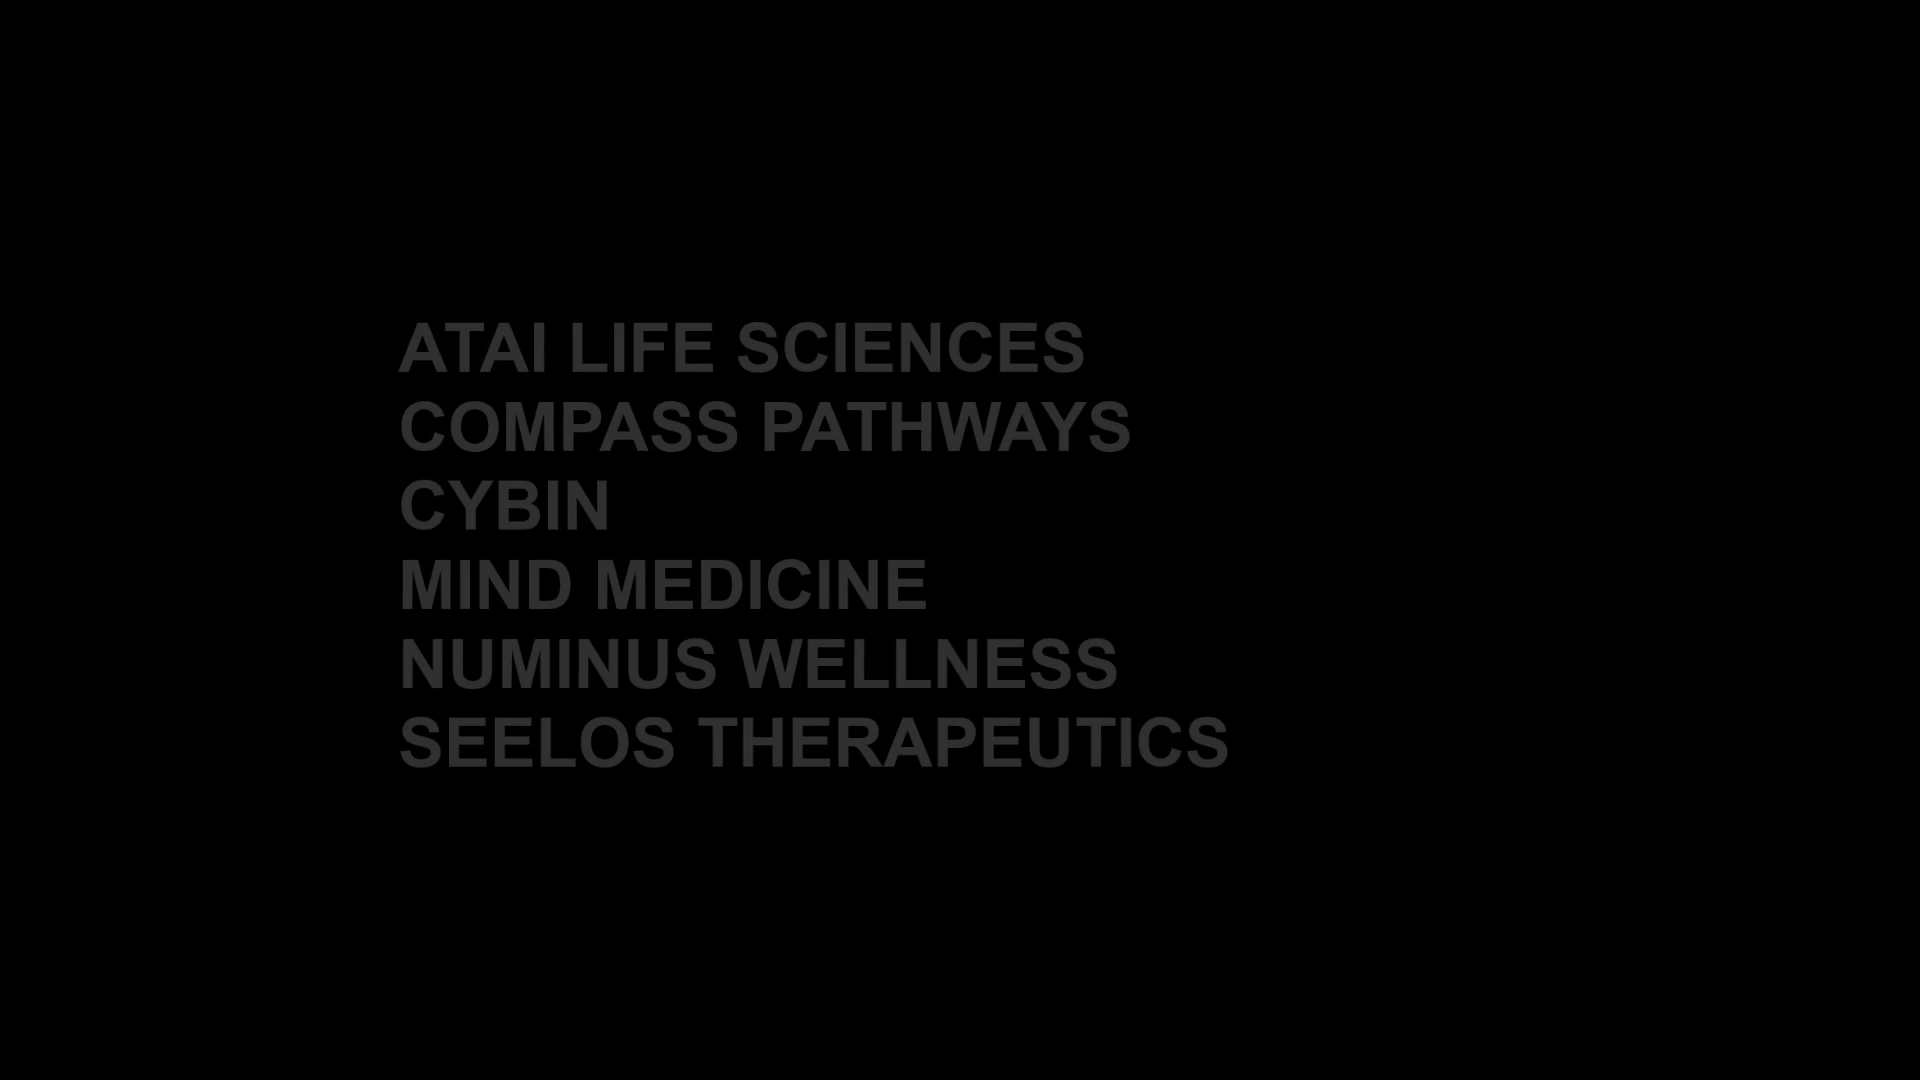 ATAI LIFE SCIENCES
COMPASS PATHWAYS
CYBIN
MIND MEDICINE
NUMINUS WELLNESS
SEELOS THERAPEUTICS